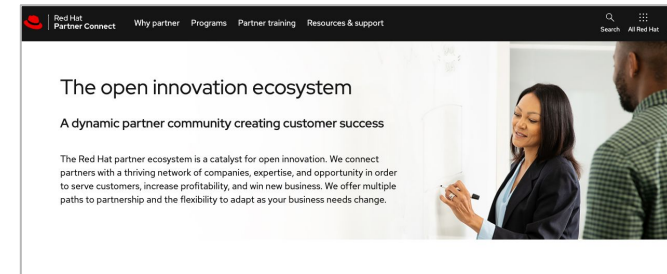 Red Hat
Partner Connect
Why partner Programs Partner training Resources & support
Search All Red Hat
The open innovation ecosystem
A dynamic partner community creating customer success
The Red Hat partner ecosystem is a catalyst for open innovation. We connect
partners with a thriving network of companies, expertise, and opportunity in order
to serve customers, increase profitability, and win new business. We offer multiple
paths to partnership and the flexibility to adapt as your business needs change.